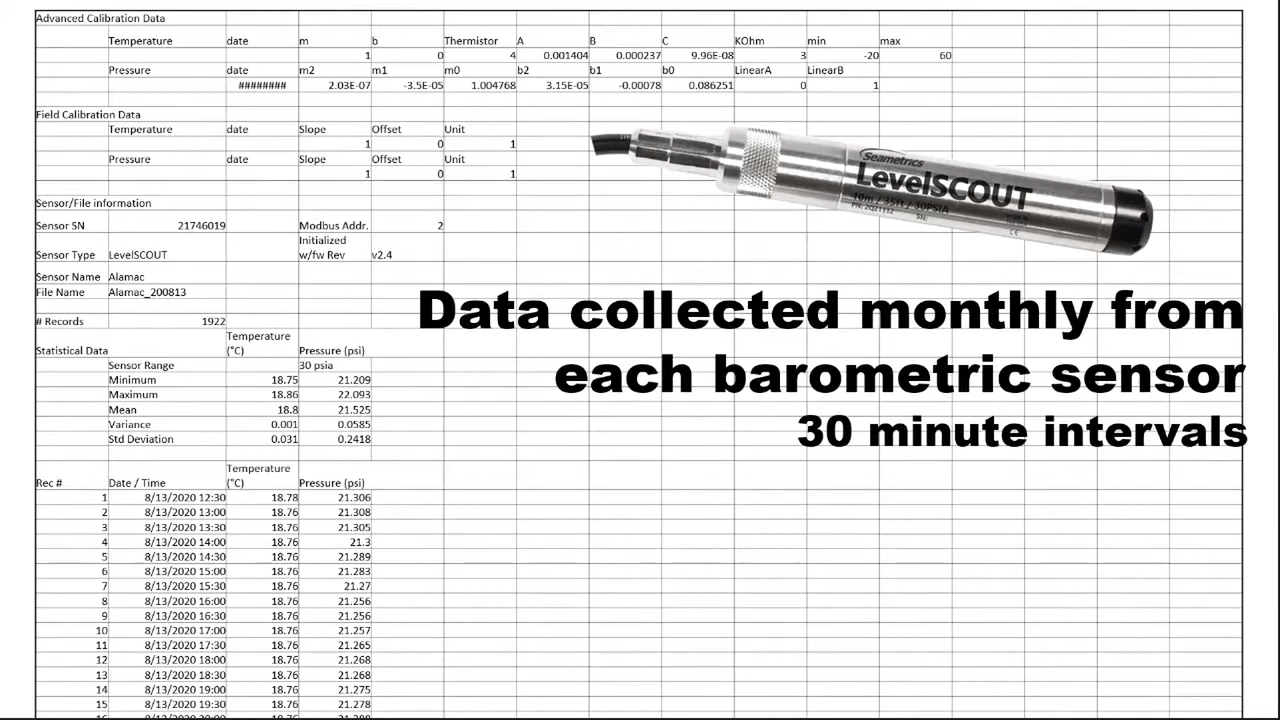 Advanced Calibration Data
Temperature date m b Thermistor A B C KOhm min max
1 0 4 0.001404 0.000237 9.96E-08 3 -20 60
Pressure date m2 m1 m0 b2 b1 b0 LinearA LinearB
######## 2.03E-07 -3.5E-05 1.004768 3.15E-05 -0.00078 0.086251 0 1
Field Calibration Data
Temperature date Slope Offset Unit
1 0 1
Pressure date Slope Offset Unit
1 0 1
Seametrics
LevelSCOUT
10m / 35ft / 30PSIA
Sensor/File information
Sensor SN 21746019 Modbus Addr. 2
Initialized
Sensor Type LevelSCOUT w/fw Rev v2.4
Sensor Name Alamac
File Name Alamac_200813
# Records 1922
Data collected monthly from
each barometric sensor
30 minute intervals
Temperature
Statistical Data (°C) Pressure (psi)
Sensor Range 30 psia
Minimum 18.75 21.209
Maximum 18.86 22.093
Mean 18.8 21.525
Variance 0.001 0.0585
Std Deviation 0.031 0.2418
Temperature
Rec # Date / Time (°C) Pressure (psi)
1 8/13/2020 12:30 18.78 21.306
2 8/13/2020 13:00 18.76 21.308
3 8/13/2020 13:30 18.76 21.305
4 8/13/2020 14:00 18.76 21.3
5 8/13/2020 14:30 18.76 21.289
6 8/13/2020 15:00 18.76 21.283
7 8/13/2020 15:30 18.76 21.27
8 8/13/2020 16:00 18.76 21.256
9 8/13/2020 16:30 18.76 21.256
10 8/13/2020 17:00 18.76 21.257
11 8/13/2020 17:30 18.76 21.265
12 8/13/2020 18:00 18.76 21.268
13 8/13/2020 18:30 18.76 21.268
14 8/13/2020 19:00 18.76 21.275
15 8/13/2020 19:30 18.76 21.278